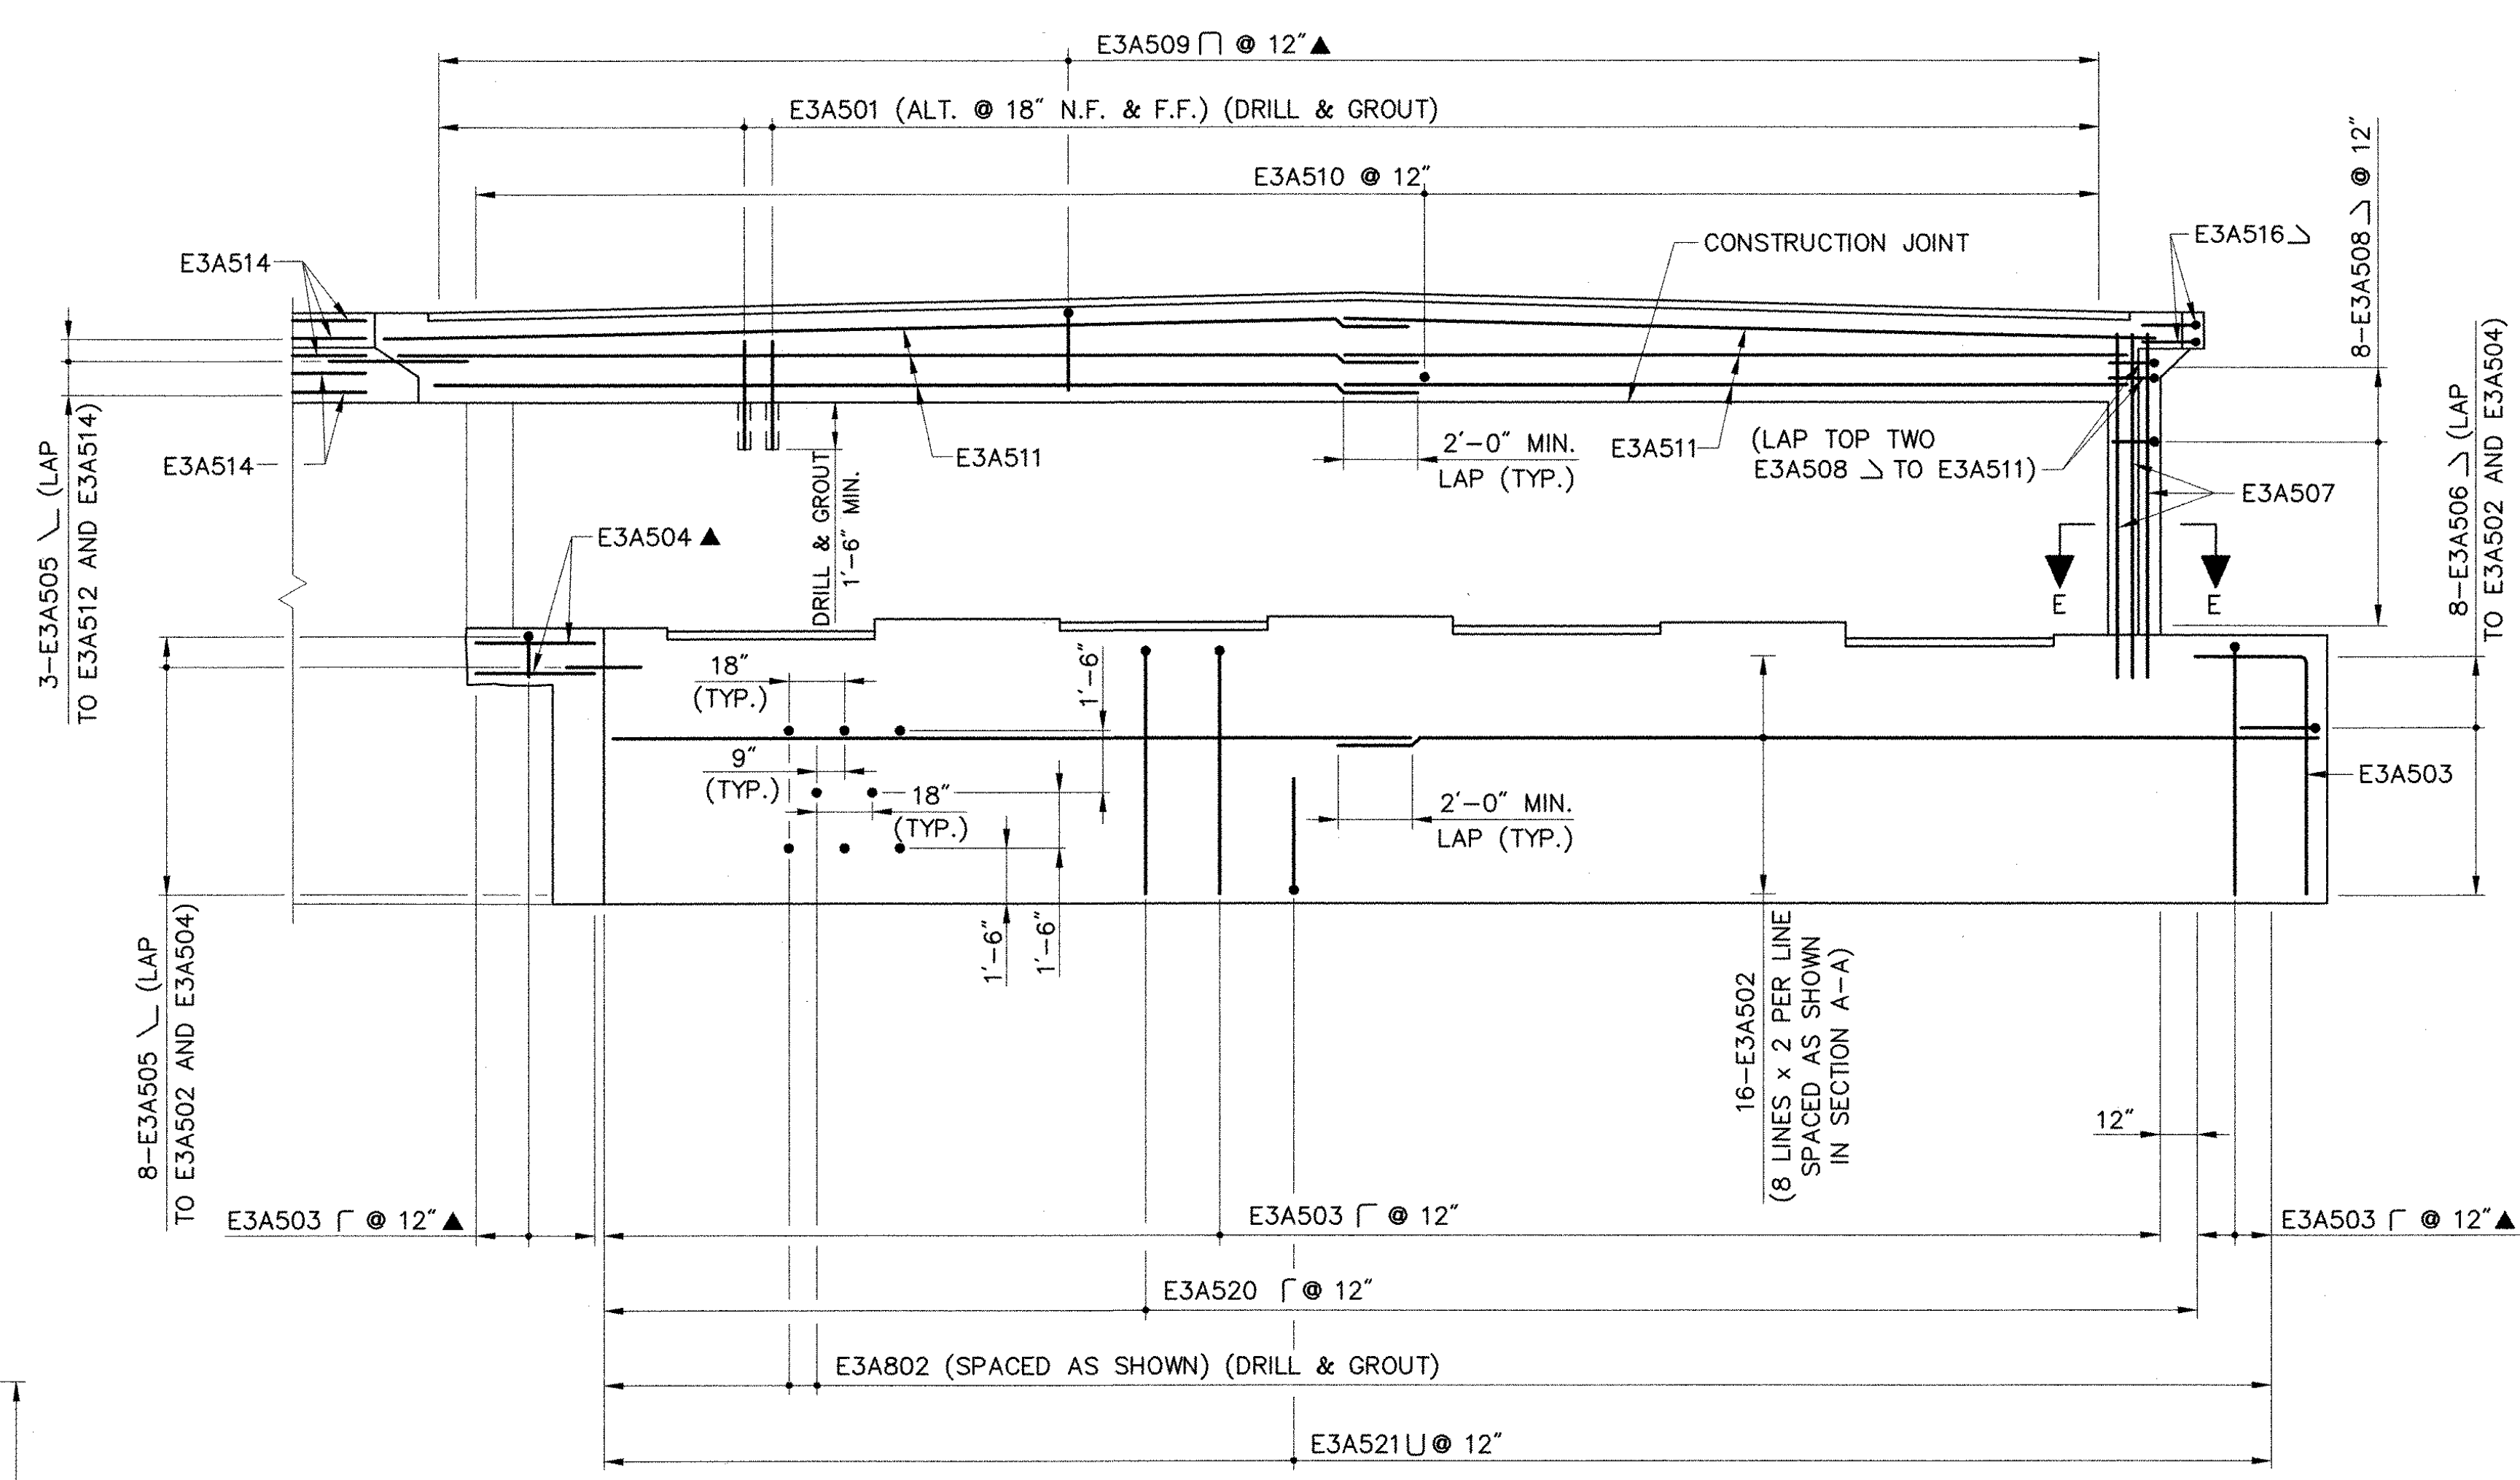 E3A509 ⊓ @ 12"▲
E3A501 (ALT. @ 18" N.F. & F.F.) (DRILL & GROUT)
E3A510 @ 12"
CONSTRUCTION JOINT
E3A516
8-E3A508 @ 12"
E3A514
E3A514
E3A511
2'-0" MIN.
LAP (TYP.)
E3A511
(LAP TOP TWO
E3A508 TO E3A511)
E3A507
DRILL & GROUT
1'-6" MIN.
3-E3A505 (LAP
TO E3A512 AND E3A514)
8-E3A506 (LAP
TO E3A502 AND E3A504)
E3A504 ▲
E
E
18"
(TYP.)
1'-6"
9"
(TYP.)
18"
(TYP.)
2'-0" MIN.
LAP (TYP.)
E3A503
1'-6"
1'-6"
8-E3A505 (LAP
TO E3A502 AND E3A504)
16-E3A502
(8 LINES x 2 PER LINE
SPACED AS SHOWN
IN SECTION A-A)
12"
E3A503 Γ @ 12"▲
E3A503 Γ @ 12"
E3A503 Γ @ 12"▲
E3A520 Γ @ 12"
E3A802 (SPACED AS SHOWN) (DRILL & GROUT)
E3A521 ⊔ @ 12"